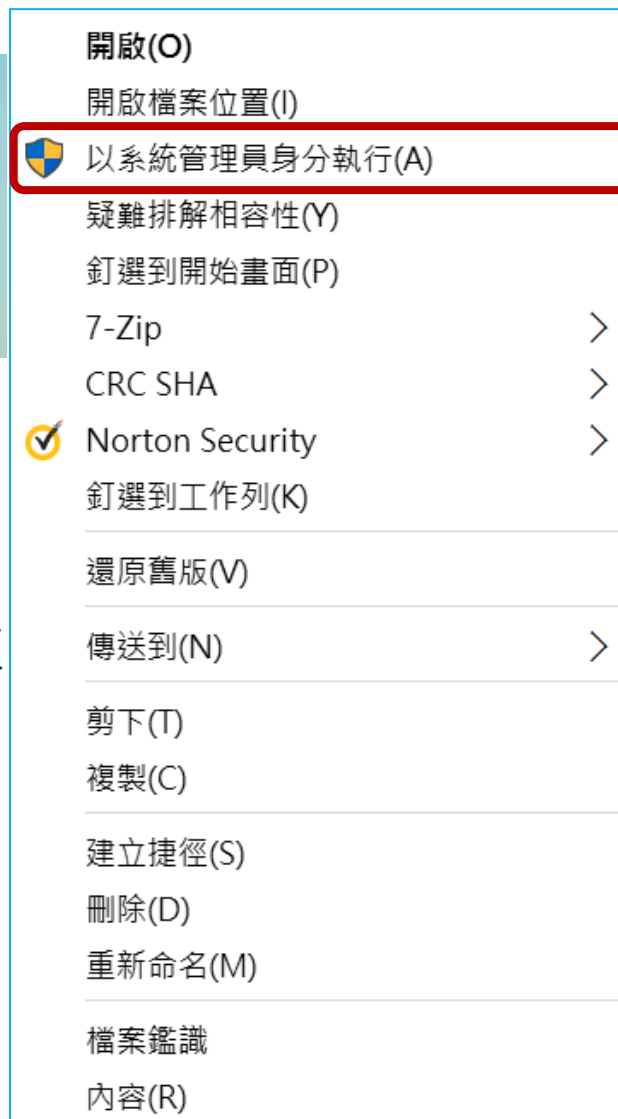 開啟(O)
開啟檔案位置(I)
以系統管理員身分執行(A)
疑難排解相容性(Y)
釘選到開始畫面(P)
7-Zip
CRC SHA
Norton Security
釘選到工作列(K)
還原舊版(V)
傳送到(N)
剪下(T)
複製(C)
建立捷徑(S)
刪除(D)
重新命名(M)
檔案鑑識
內容(R)